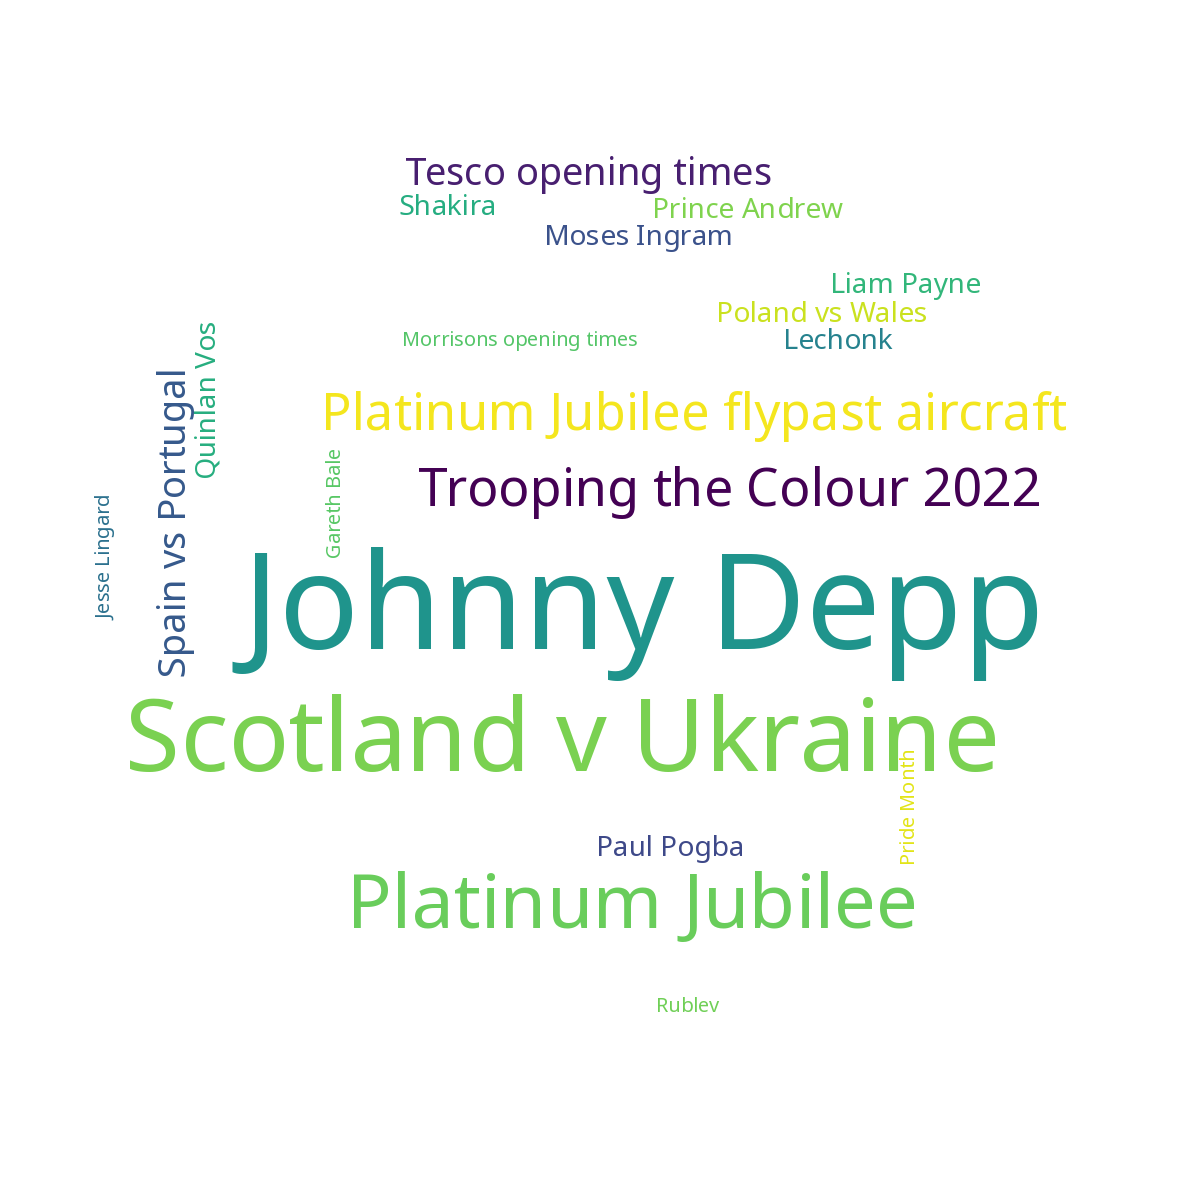 Tesco opening times
Shakira
Prince Andrew
Moses Ingram
Liam Payne
Poland vs Wales
Lechonk
Morrisons opening times
Quinlan Vos
Spain vs Portugal
Platinum Jubilee flypast aircraft
Gareth Bale
Trooping the Colour 2022
Jesse Lingard
Johnny Depp
Scotland v Ukraine
Pride Month
Paul Pogba
Platinum Jubilee
Rublev